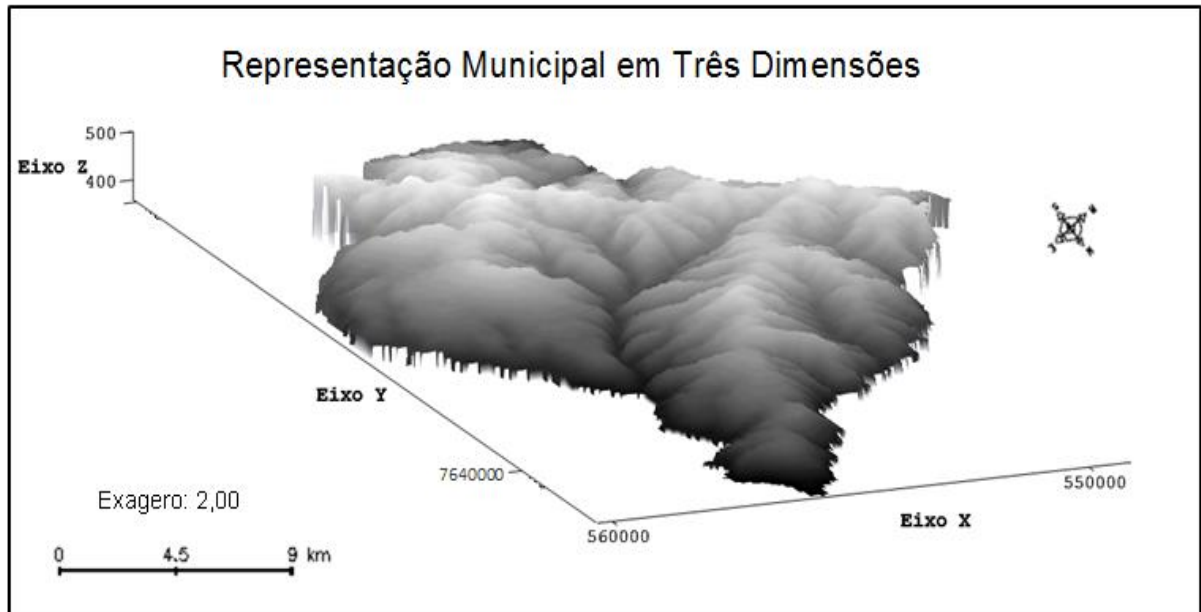 Representação Municipal em Três Dimensões
500
Eixo Z
400
Eixo Y
7640000
550000
Exagero: 2,00
Eixo X
560000
0 4.5 9 km